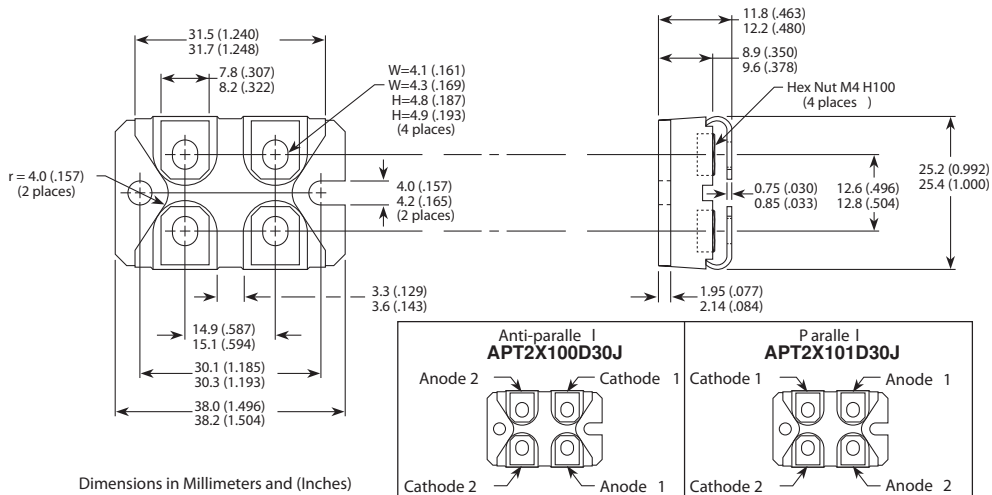 31.5 (1.240)
31.7 (1.248)
7.8 (.307)
8.2 (.322)
W=4.1 (.161)
W=4.3 (.169)
H=4.8 (.187)
H=4.9 (.193)
(4 places)
r = 4.0 (.157)
(2 places)
4.0 (.157)
4.2 (.165)
(2 places)
3.3 (.129)
3.6 (.143)
14.9 (.587)
15.1 (.594)
30.1 (1.185)
30.3 (1.193)
38.0 (1.496)
38.2 (1.504)
11.8 (.463)
12.2 (.480)
8.9 (.350)
9.6 (.378)
Hex Nut M4 H100
(4 places )
0.75 (.030)
0.85 (.033)
12.6 (.496)
12.8 (.504)
25.2 (0.992)
25.4 (1.000)
1.95 (.077)
2.14 (.084)
Anti-paralle l
APT2X100D30J
Anode 2
Cathode 1
Cathode 2
Anode 1
P aralle l
APT2X101D30J
Cathode 1
Anode 1
Cathode 2
Anode 2
Dimensions in Millimeters and (Inches)